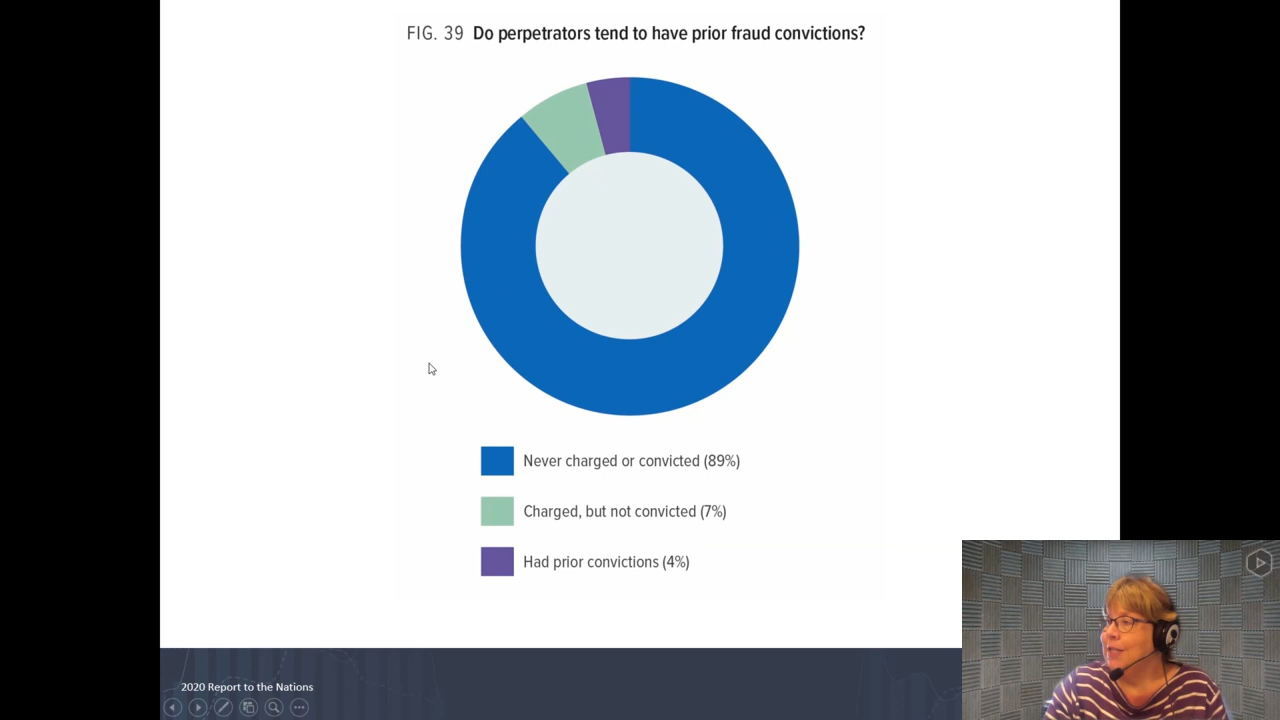 FIG. 39 Do perpetrators tend to have prior fraud convictions?
Never charged or convicted (89%)
Charged, but not convicted (7%)
Had prior convictions (4%)
2020 Report to the Nations